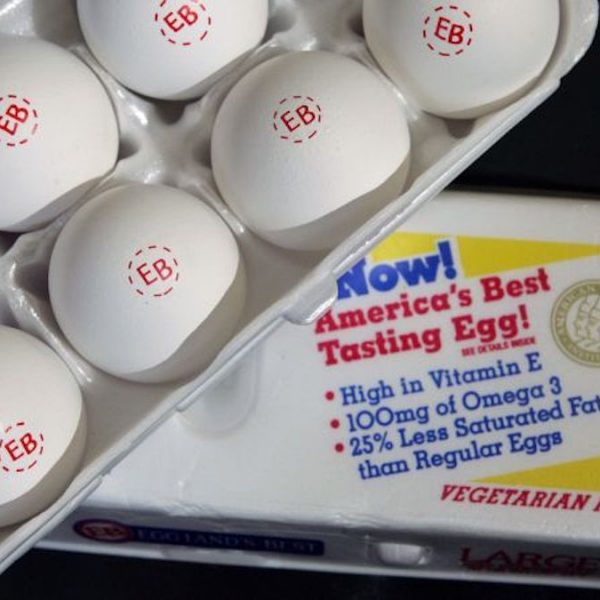 EB
EB
EB
EB
EB
EB
Now!
America's Best
Tasting Egg!
SEE DETAILS INSIDE
• High in Vitamin E
• 100mg of Omega 3
• 25% Less Saturated Fat
than Regular Eggs
VEGETARIAN
EB EGGLAND'S BEST
LARGE